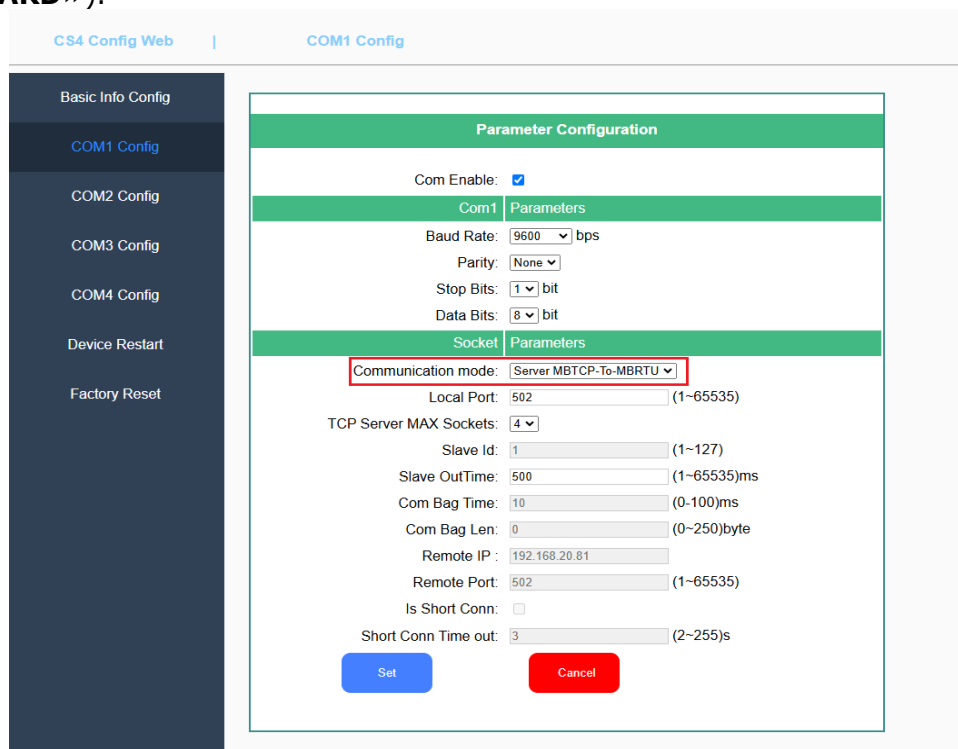 CS4 Config Web | COM1 Config
Basic Info Config
COM1 Config
COM2 Config
COM3 Config
COM4 Config
Device Restart
Factory Reset
Parameter Configuration
Com Enable:
Com1 Parameters
Baud Rate: 9600 bps
Parity: None
Stop Bits: 1 bit
Data Bits: 8 bit
Socket Parameters
Communication mode: Server MBTCP-To-MBRTU
Local Port: 502 (1~65535)
TCP Server MAX Sockets: 4
Slave Id: 1 (1~127)
Slave OutTime: 500 (1~65535)ms
Com Bag Time: 10 (0-100)ms
Com Bag Len: 0 (0~250)byte
Remote IP : 192.168.20.81
Remote Port: 502 (1~65535)
Is Short Conn:
Short Conn Time out: 3 (2~255)s
Set Cancel